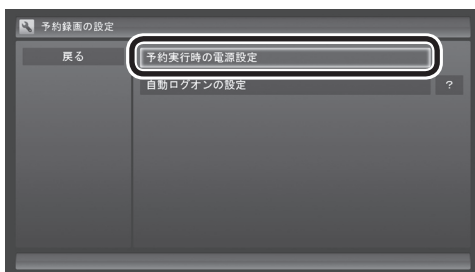 予約録画の設定
戻る
予約実行時の電源設定
自動ログオンの設定
?